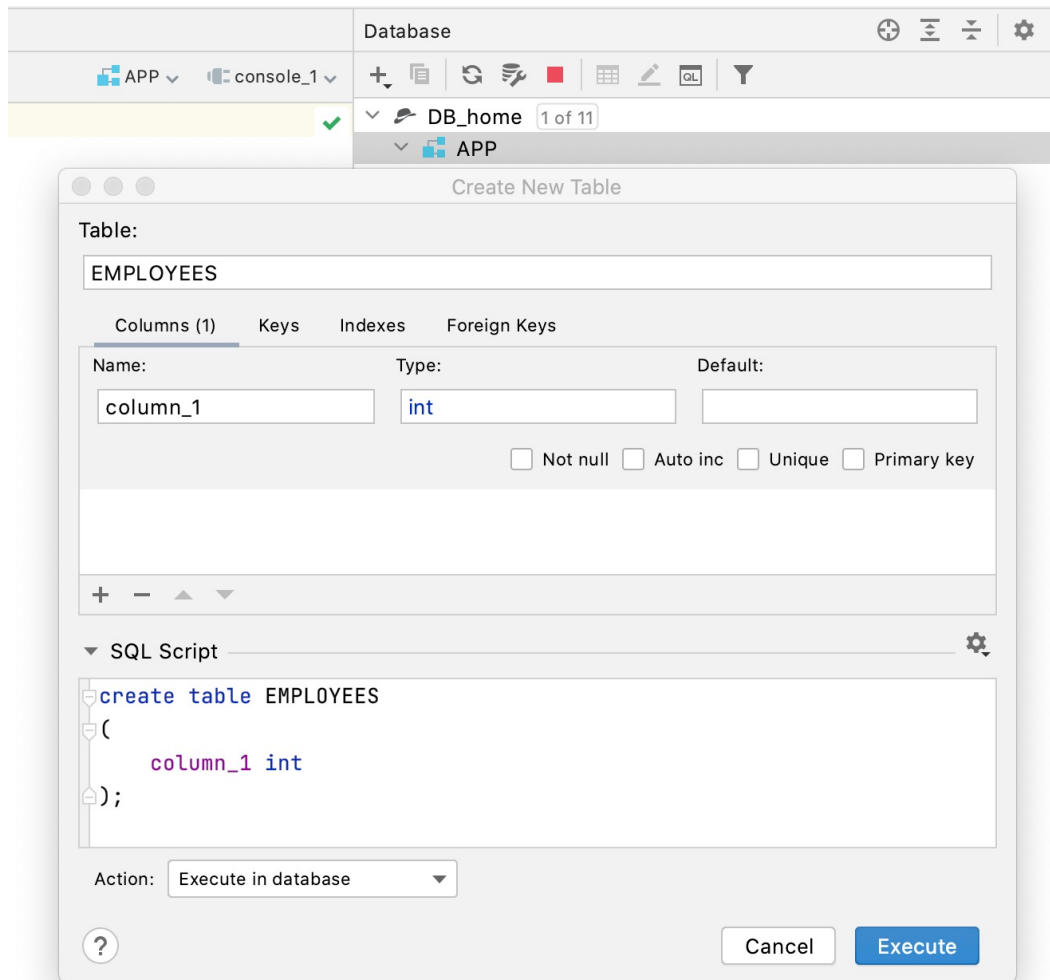 Database
APP
console_1
QL
DB_home 1 of 11
APP
Create New Table
Table:
EMPLOYEES
Columns (1) Keys Indexes Foreign Keys
Name: Type: Default:
column_1 int
Not null Auto inc Unique Primary key
SQL Script
create table EMPLOYEES
(
column_1 int
);
Action: Execute in database
? Cancel Execute